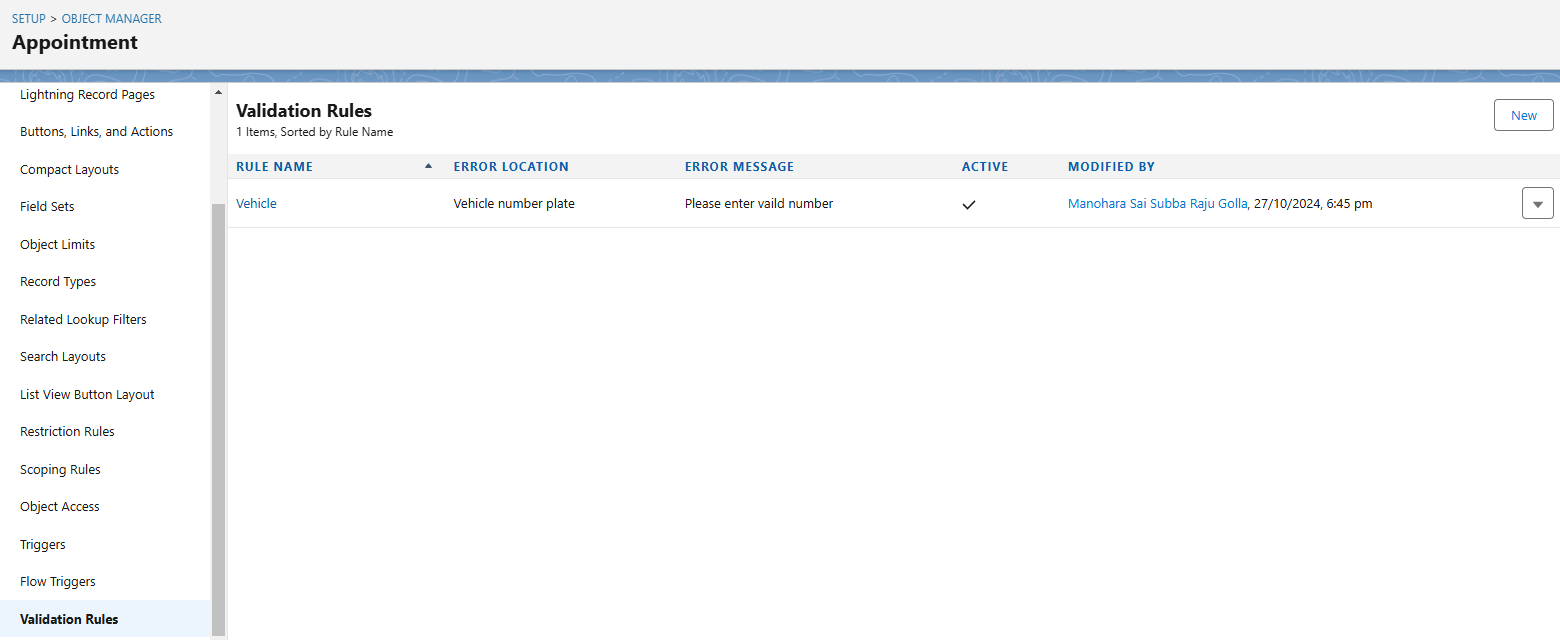 SETUP > OBJECT MANAGER
Appointment
Lightning Record Pages
Buttons, Links, and Actions
Compact Layouts
Field Sets
Object Limits
Record Types
Related Lookup Filters
Search Layouts
List View Button Layout
Restriction Rules
Scoping Rules
Object Access
Triggers
Flow Triggers
Validation Rules
Validation Rules
1 Items, Sorted by Rule Name
New
RULE NAME ERROR LOCATION ERROR MESSAGE ACTIVE MODIFIED BY
Vehicle Vehicle number plate Please enter vaild number Manohara Sai Subba Raju Golla, 27/10/2024, 6:45 pm